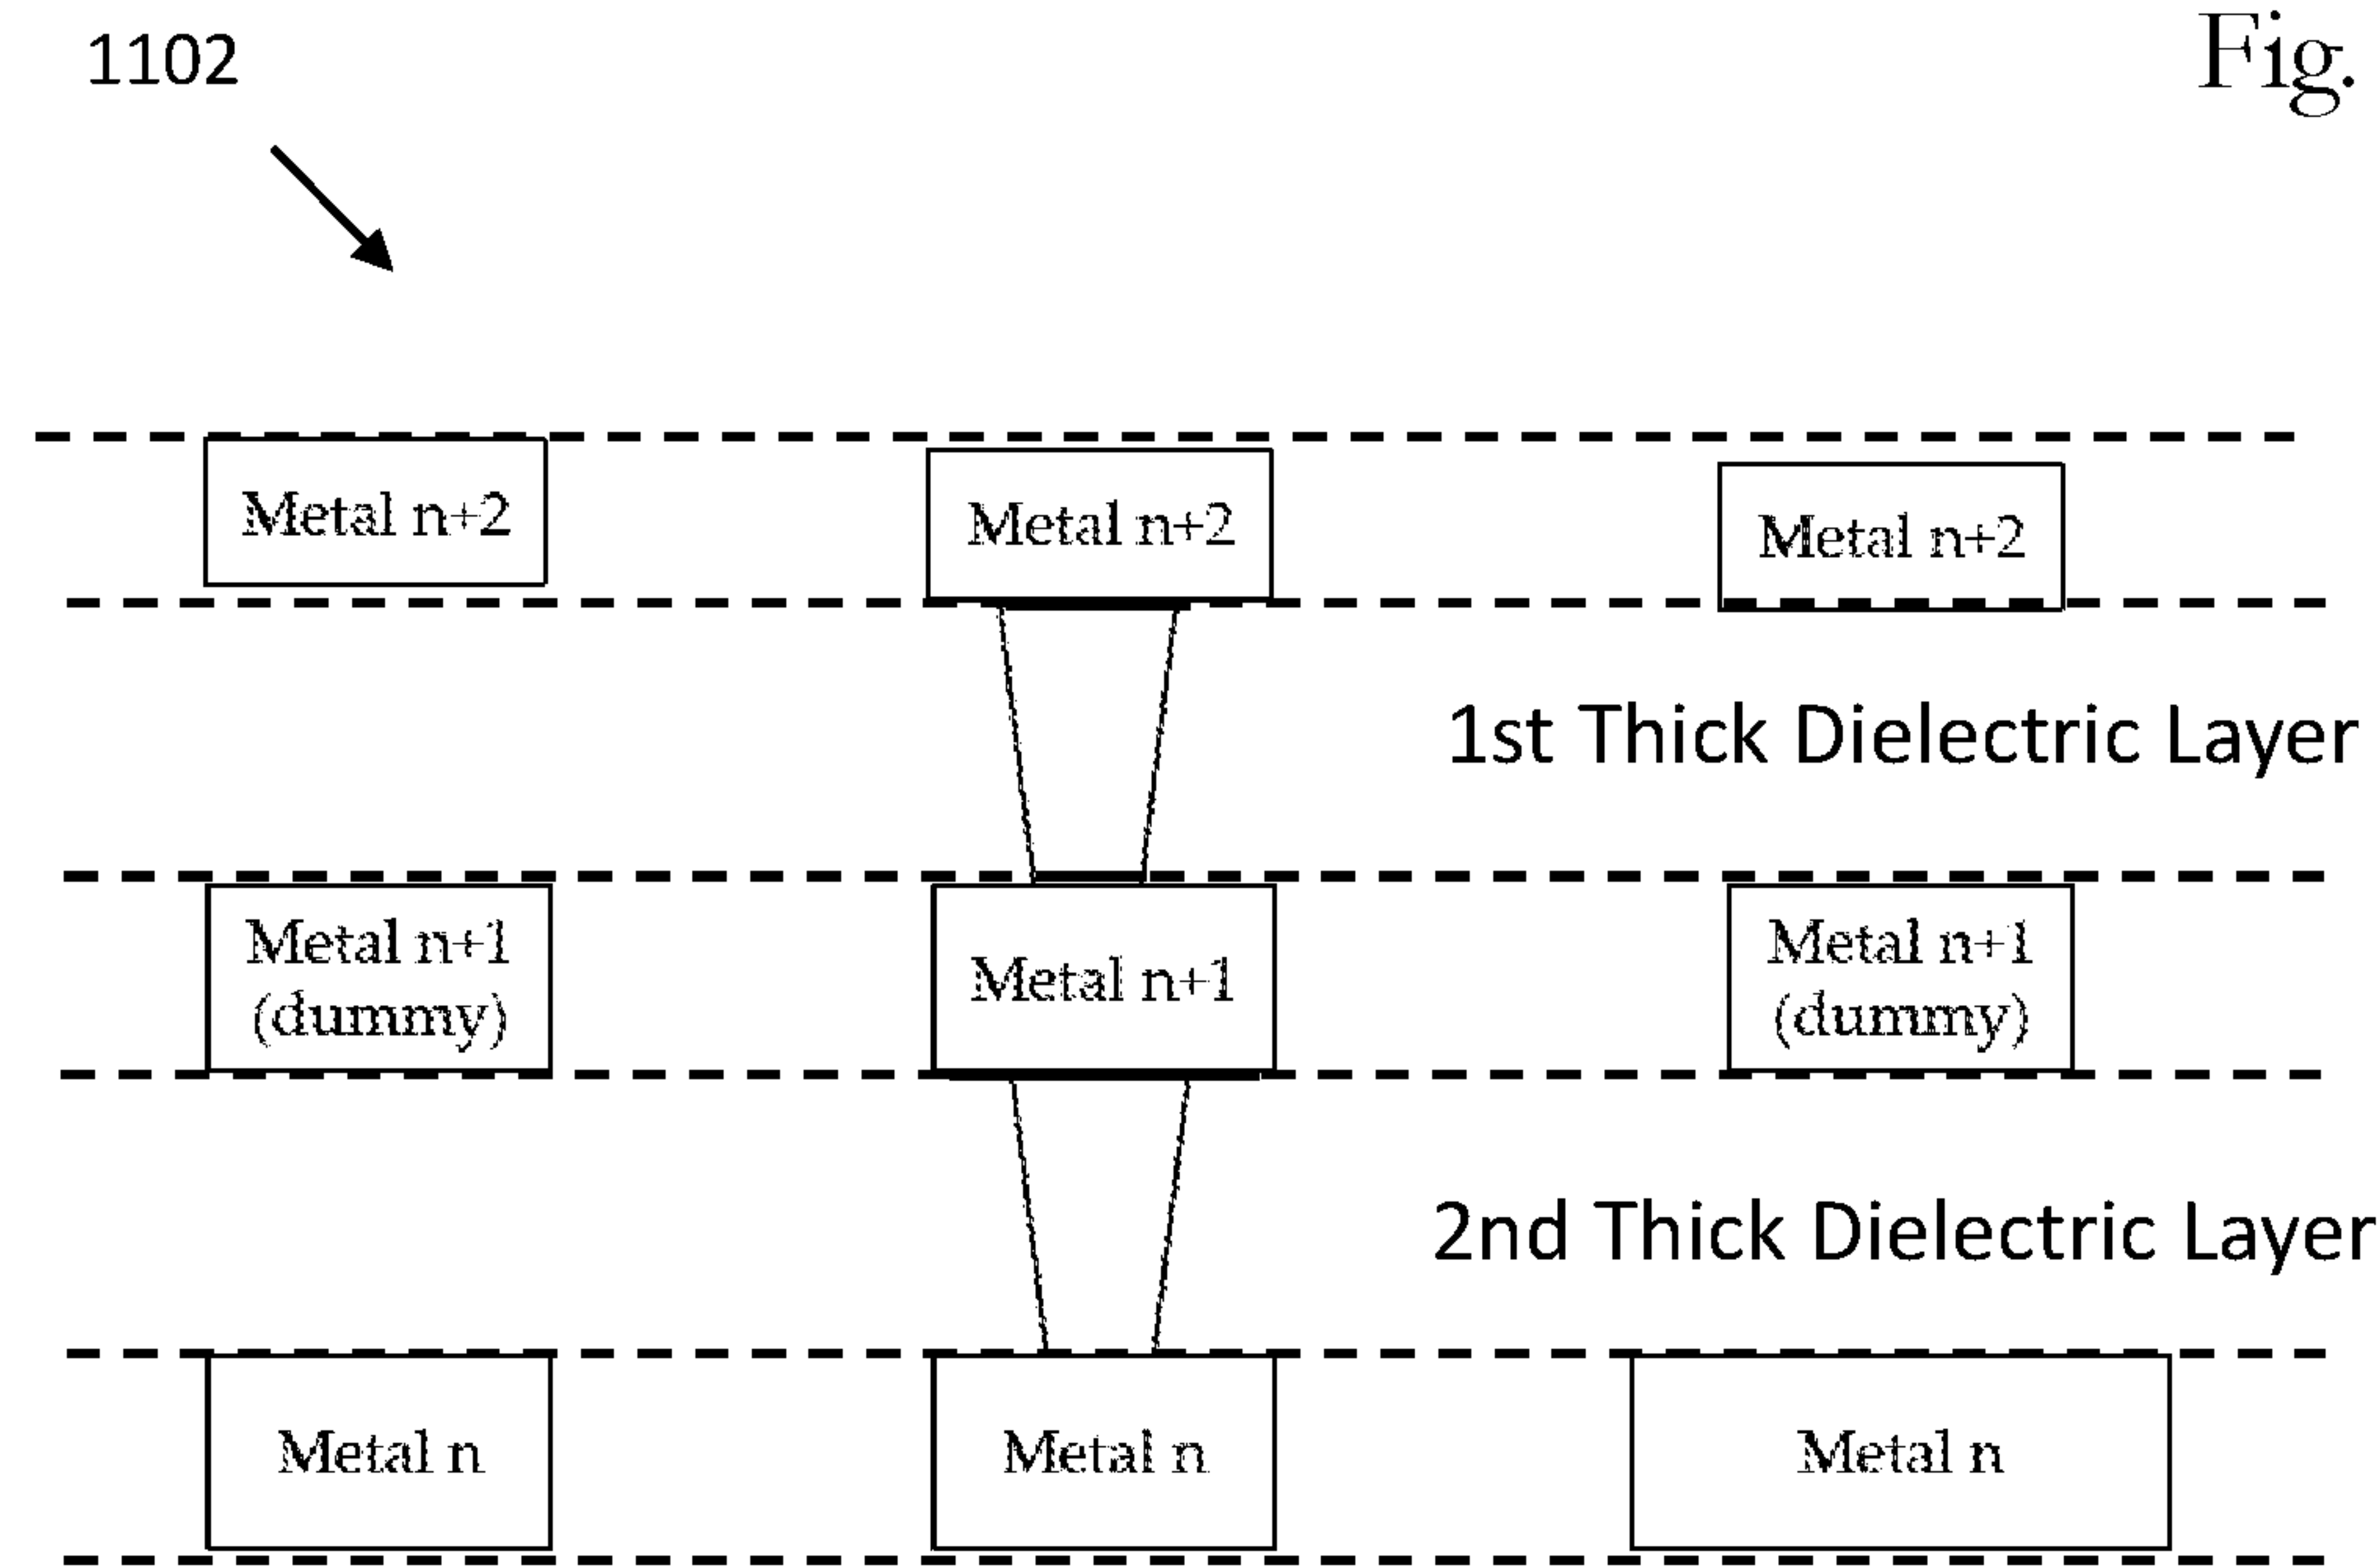 1102
Fig.
Metal n+2
Metal n+2
Metal n+2
1st Thick Dielectric Layer
Metal n+1
(dummy)
Metal n+1
Metal n+1
(dummy)
2nd Thick Dielectric Layer
Metal n
Metal n
Metal n